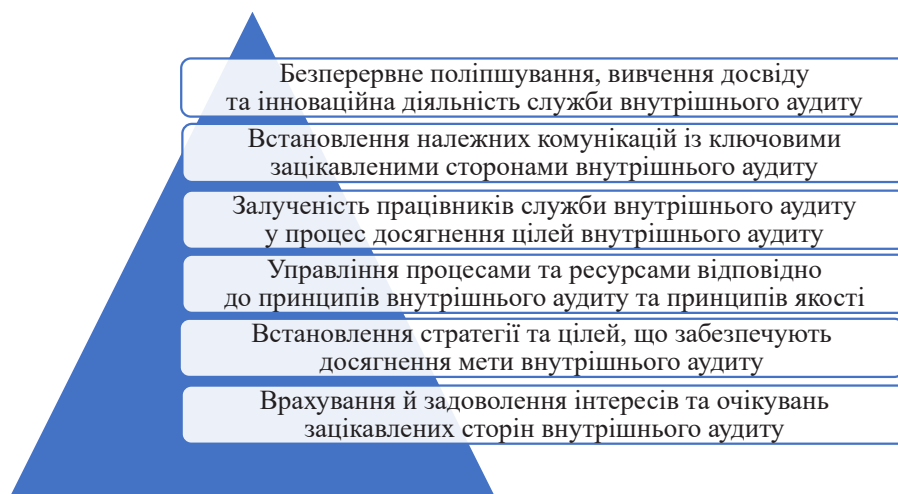 Безперервне поліпшування, вивчення досвіду
та інноваційна діяльність служби внутрішнього аудиту
Встановлення належних комунікацій із ключовими
зацікавленими сторонами внутрішнього аудиту
Залученість працівників служби внутрішнього аудиту
у процес досягнення цілей внутрішнього аудиту
Управління процесами та ресурсами відповідно
до принципів внутрішнього аудиту та принципів якості
Встановлення стратегії та цілей, що забезпечують
досягнення мети внутрішнього аудиту
Врахування й задоволення інтересів та очікувань
зацікавлених сторін внутрішнього аудиту